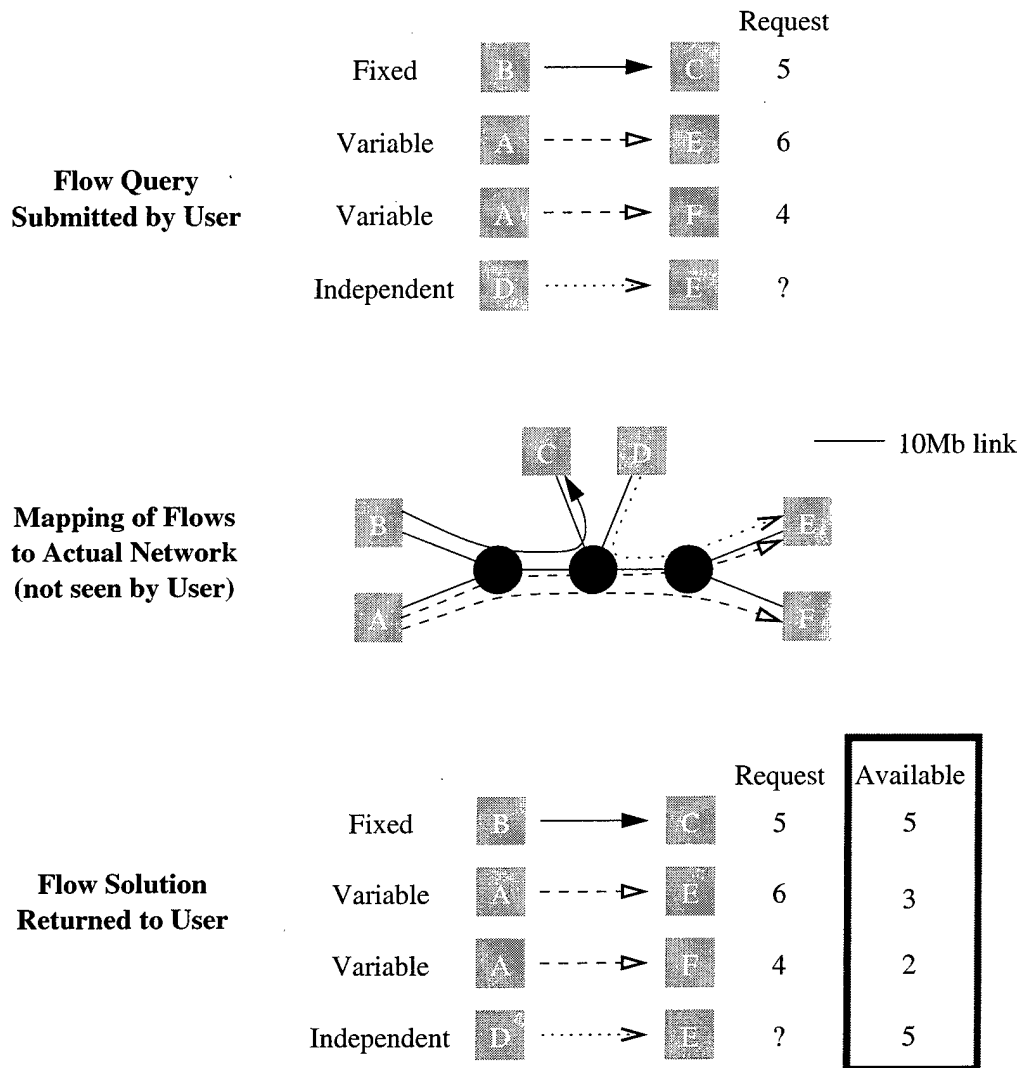 Request
Fixed B C 5
Variable A E 6
Flow Query
Submitted by User
Variable A F 4
Independent D E ?
C D
10Mb link
Mapping of Flows
to Actual Network
(not seen by User)
B E
A F
Request Available
Fixed B C 5 5
Flow Solution
Returned to User
Variable A E 6 3
Variable A F 4 2
Independent D E ? 5